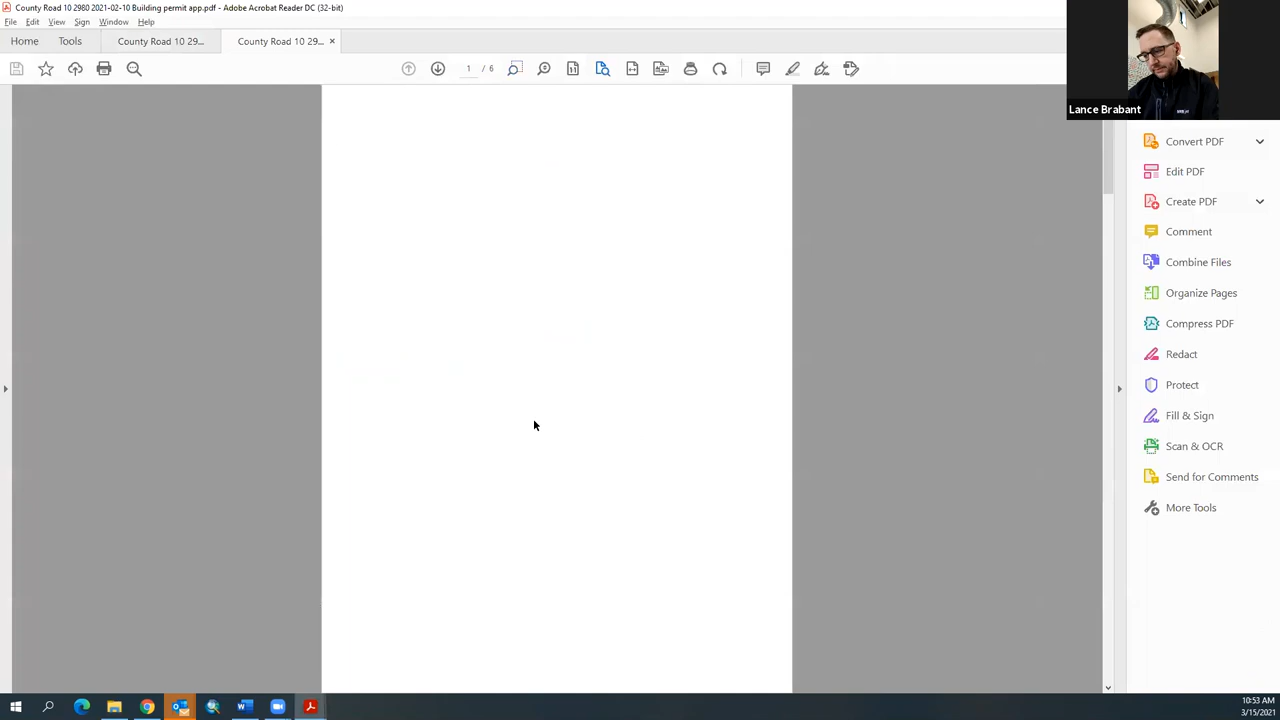 County Road 10 2980 2021-02-10 Building permit app.pdf - Adobe Acrobat Reader DC (32-bit)
File Edit View Sign Window Help
Home Tools County Road 10 29... County Road 10 29... ×
1 / 6
Lance Brabant
Convert PDF
Edit PDF
Create PDF
Comment
Combine Files
Organize Pages
Compress PDF
Redact
Protect
Fill & Sign
Scan & OCR
Send for Comments
More Tools
10:53 AM
3/15/2021